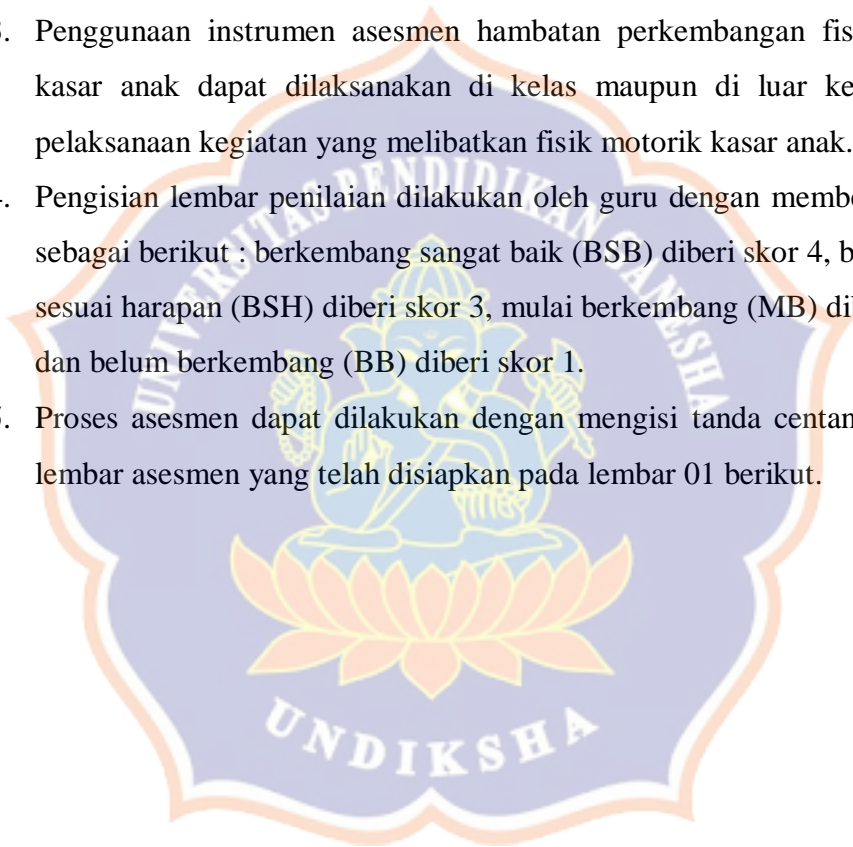 3. Penggunaan instrumen asesmen hambatan perkembangan fis
kasar anak dapat dilaksanakan di kelas maupun di luar ke
pelaksanaan kegiatan yang melibatkan fisik motorik kasar anak.
4. Pengisian lembar penilaian dilakukan oleh guru dengan membe
sebagai berikut : berkembang sangat baik (BSB) diberi skor 4, b
sesuai harapan (BSH) diberi skor 3, mulai berkembang (MB) di
dan belum berkembang (BB) diberi skor 1.
5. Proses asesmen dapat dilakukan dengan mengisi tanda centan
lembar asesmen yang telah disiapkan pada lembar 01 berikut.
UNIVERSITAS PENDIDIKAN GANESHA
UNDIKSHA